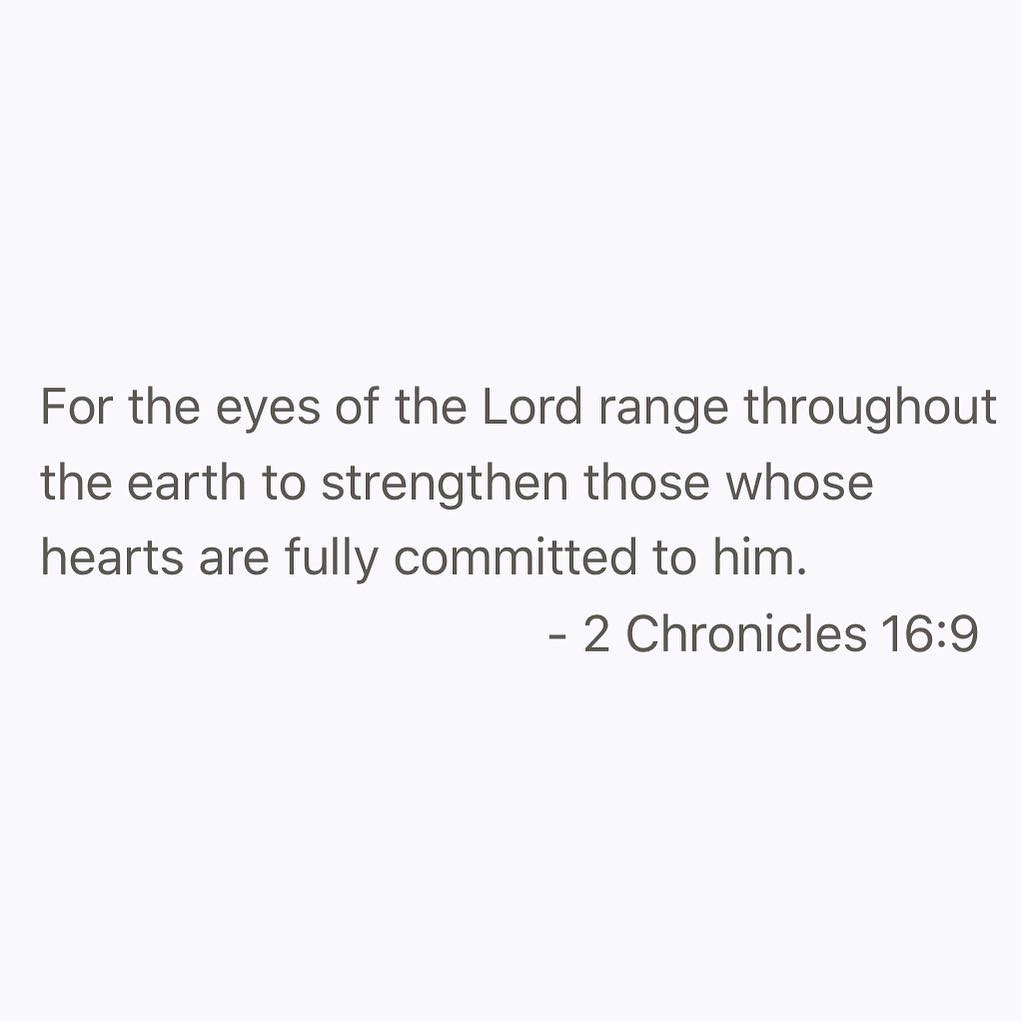 For the eyes of the Lord range throughout
the earth to strengthen those whose
hearts are fully committed to him.
- 2 Chronicles 16:9